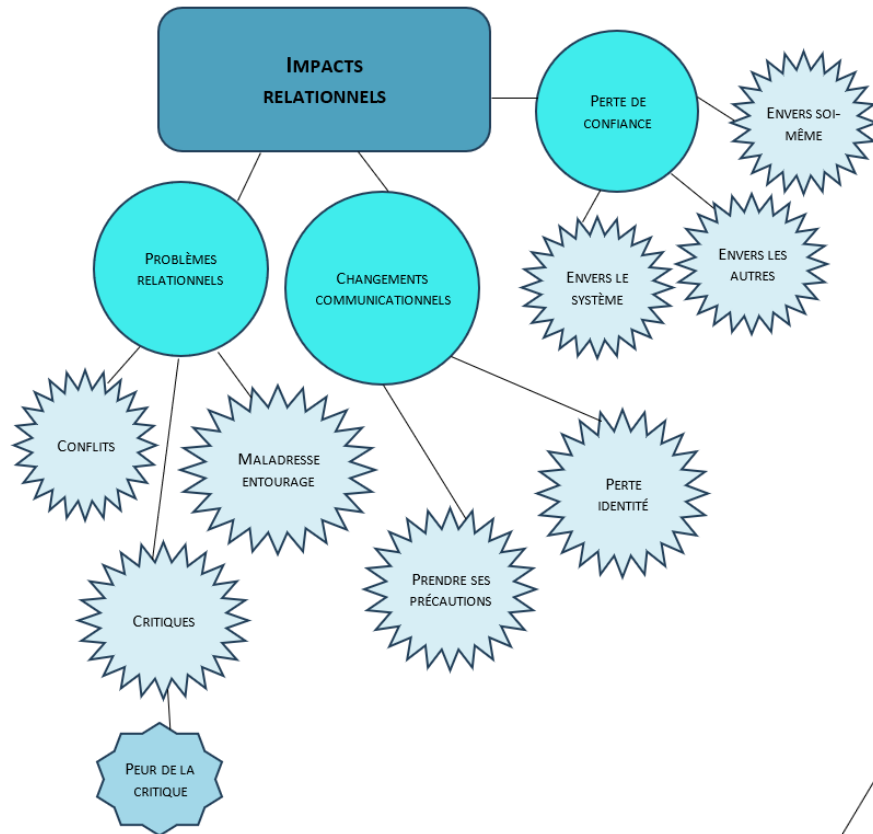 IMPACTS
RELATIONNELS
PERTE DE
CONFIANCE
ENVERS SOI-
MÊME
ENVERS LES
AUTRES
ENVERS LE
SYSTÈME
PROBLÈMES
RELATIONNELS
CHANGEMENTS
COMMUNICATIONNELS
CONFLITS
MALADRESSE
ENTOURAGE
PERTE
IDENTITÉ
PRENDRE SES
PRÉCAUTIONS
CRITIQUES
PEUR DE LA
CRITIQUE